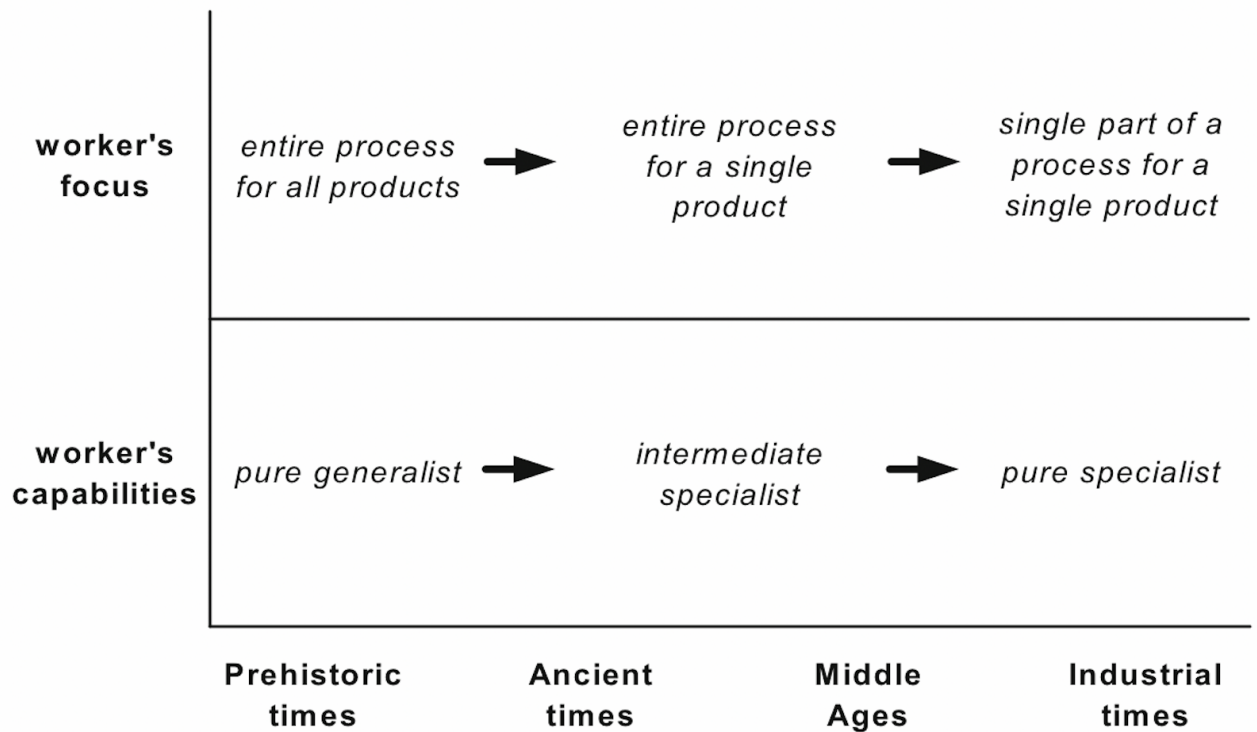 worker's
focus
entire process
for all products
entire process
for a single
product
single part of a
process for a
single product
worker's
capabilities
pure generalist
intermediate
specialist
pure specialist
Prehistoric
times
Ancient
times
Middle
Ages
Industrial
times